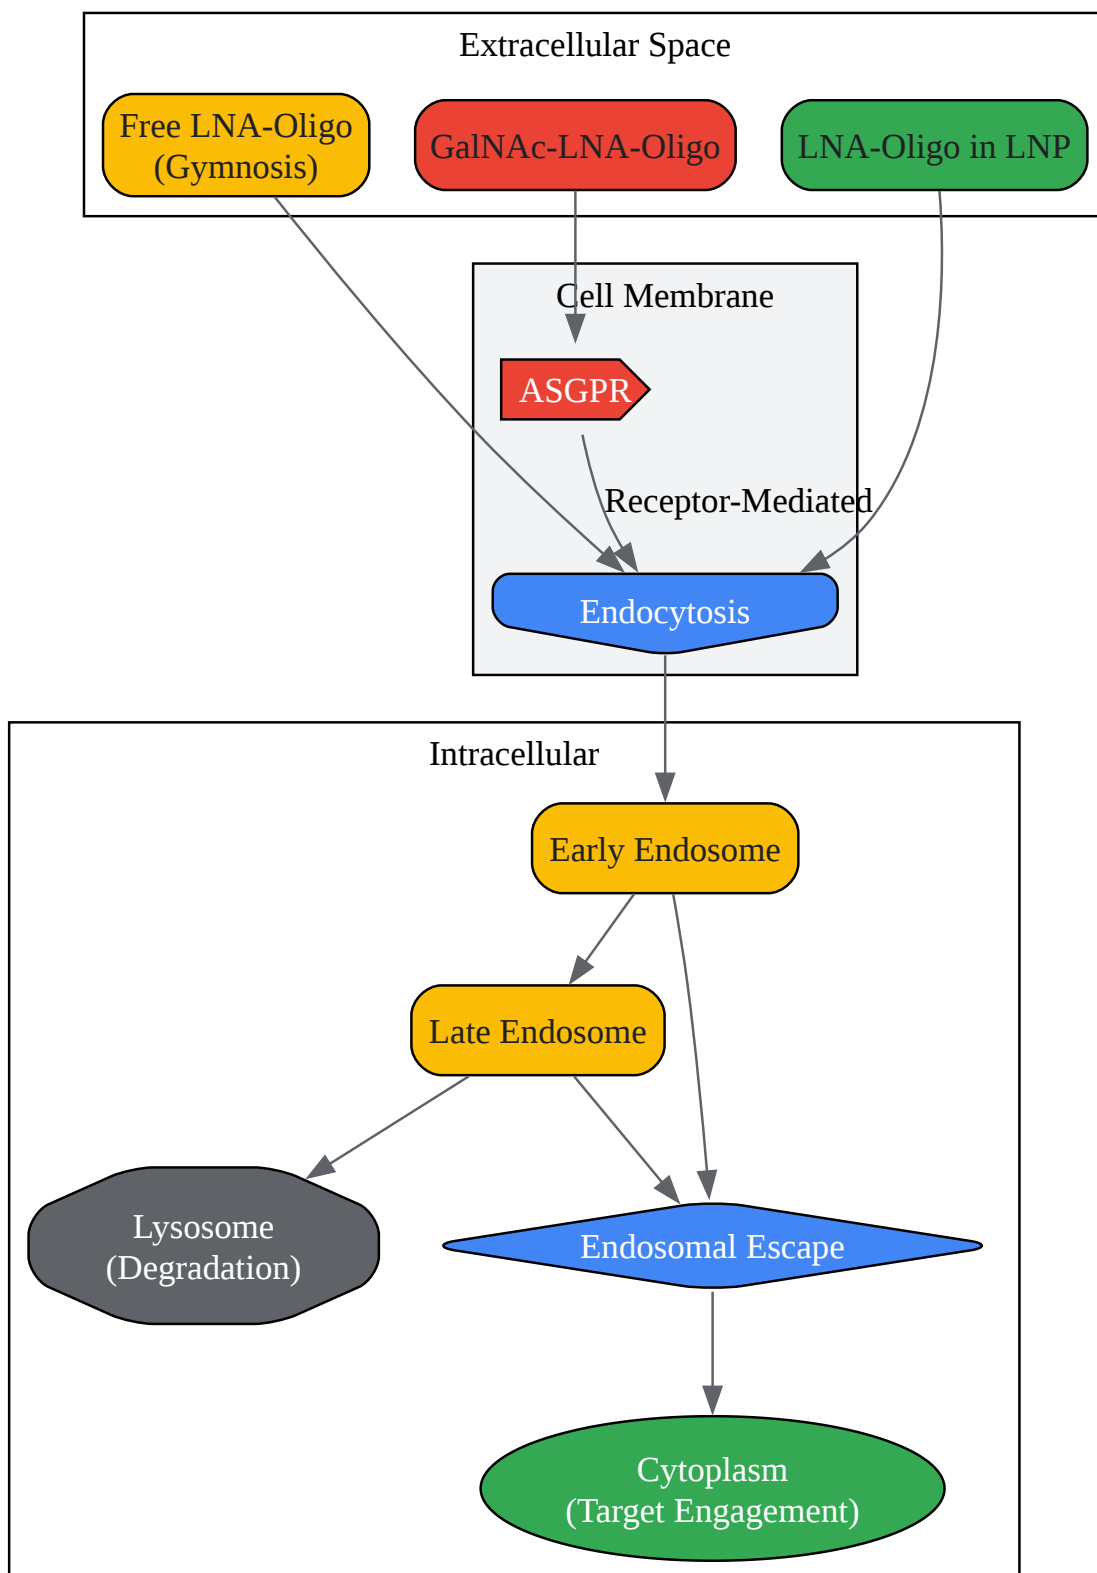 Extracellular Space
Free LNA-Oligo
(Gymnosis)
GalNAc-LNA-Oligo
LNA-Oligo in LNP
Cell Membrane
ASGPR
Receptor-Mediated
Endocytosis
Intracellular
Early Endosome
Late Endosome
Lysosome
(Degradation)
Endosomal Escape
Cytoplasm
(Target Engagement)